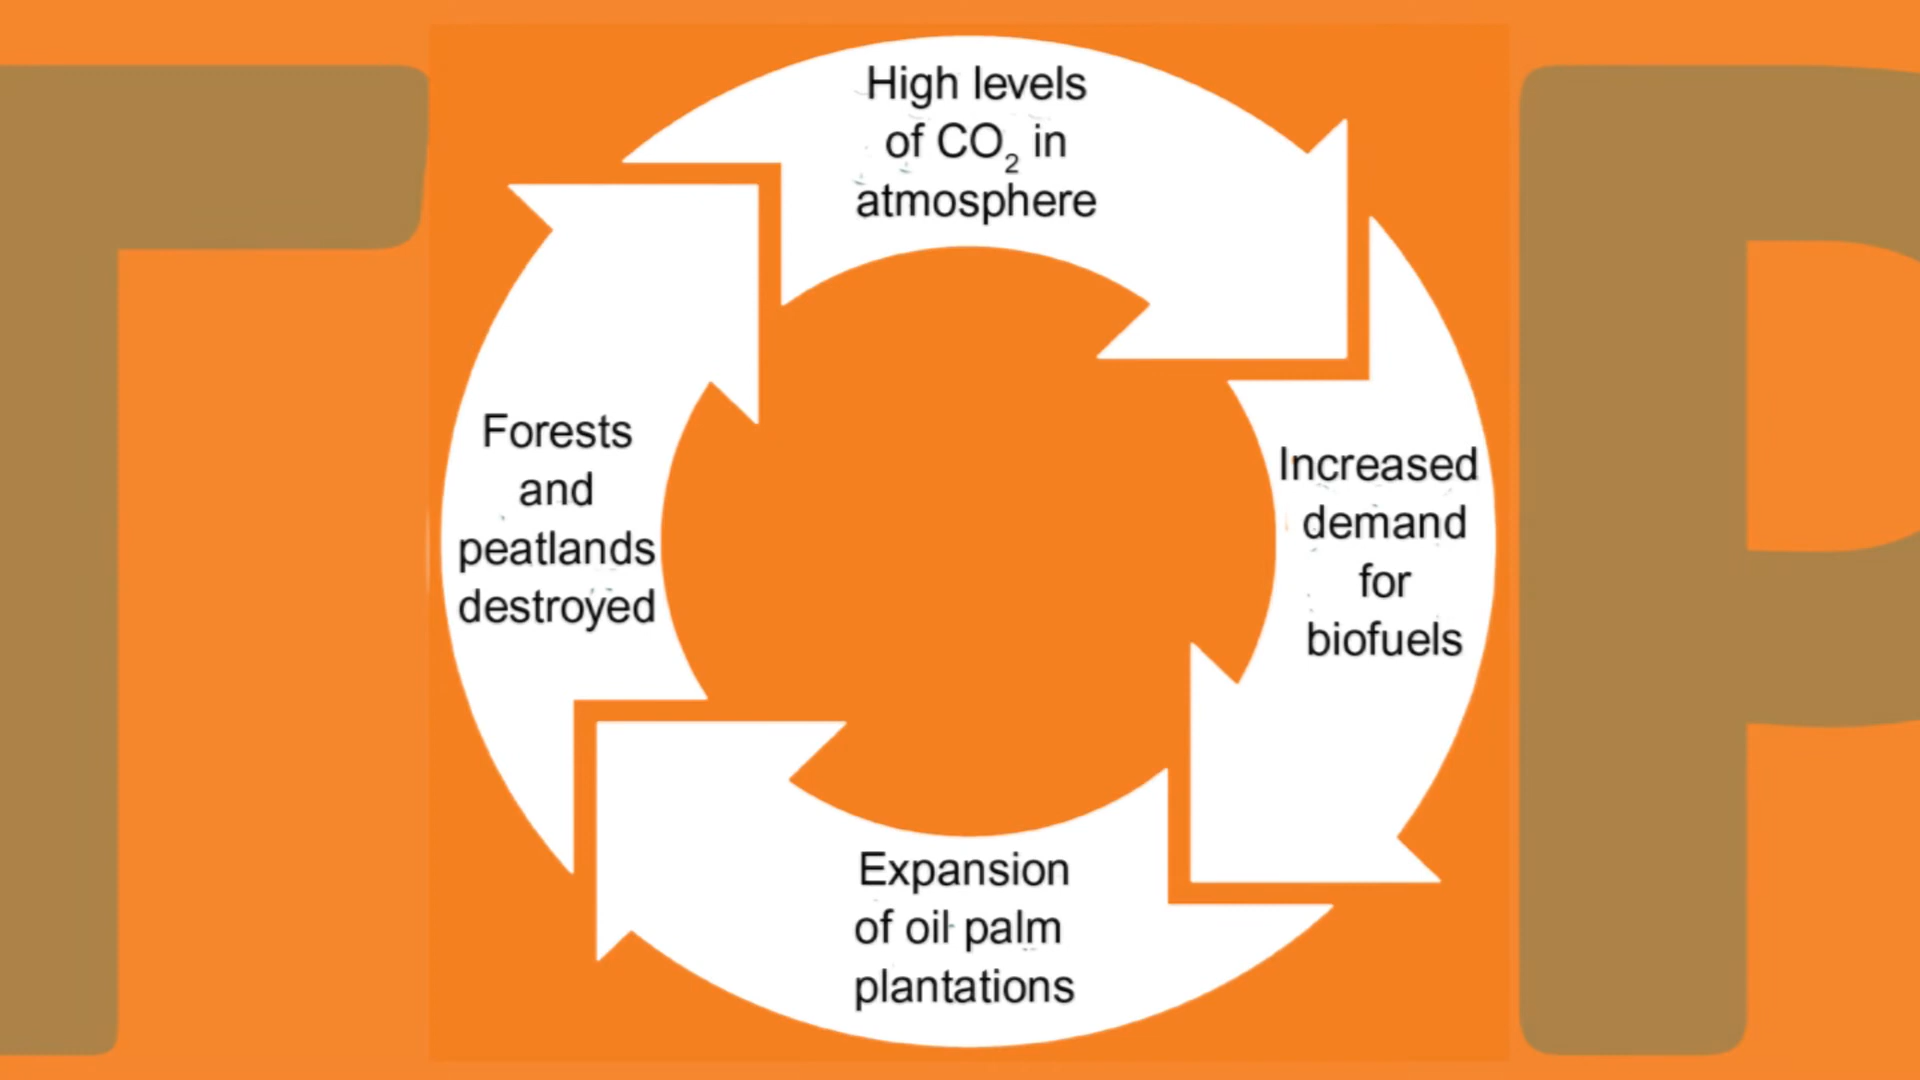 High levels
of CO₂ in
atmosphere
Increased
demand
for
biofuels
Expansion
of oil palm
plantations
Forests
and
peatlands
destroyed
T
P